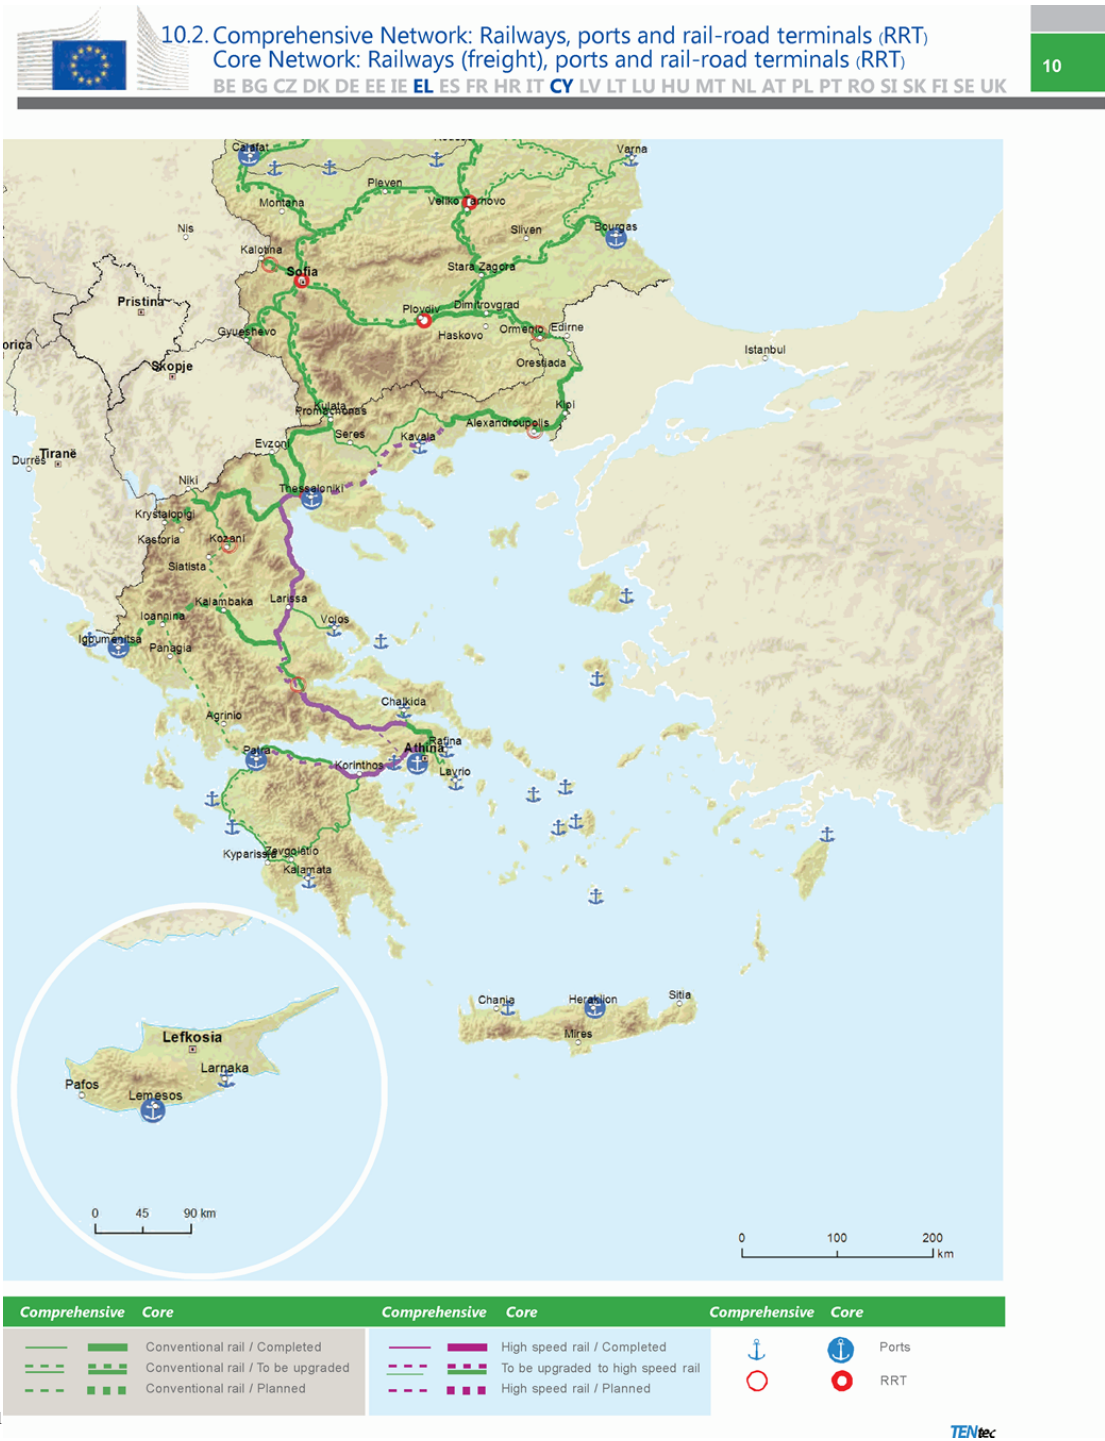 10.2. Comprehensive Network: Railways, ports and rail-road terminals (RRT)
Core Network: Railways (freight), ports and rail-road terminals (RRT)
10
BE BG CZ DK DE EE IE EL ES FR HR IT CY LV LT LU HU MT NL AT PL PT RO SI SK FI SE UK
Calafat
Varna
Pleven
Montana
Veliko Tarnovo
Nis
Sliven
Bourgas
Kalotina
Sofia
Stara Zagora
Pristina
Plovdiv
Dimitrovgrad
Gyueshevo
Haskovo
Ormenio
Edirne
orica
Istanbul
Skopje
Orestiada
Kulata
Promachonas
Kipi
Seres
Kavala
Alexandroupolis
Evzoni
Tiranë
Durrës
Niki
Thessaloniki
Krystalopigi
Kastoria
Kozani
Siatista
Kalambaka
Larissa
Ioannina
Volos
Igoumenitsa
Panagia
Chalkida
Agrinio
Rafina
Patra
Athina
Korinthos
Lavrio
Kyparissia
Zevgolatio
Kalamata
Chania
Heraklion
Sitia
Mires
Lefkosia
Larnaka
Pafos
Lemesos
0 45 90 km
0 100 200
km
Comprehensive Core Comprehensive Core Comprehensive Core
Conventional rail / Completed High speed rail / Completed Ports
Conventional rail / To be upgraded To be upgraded to high speed rail
Conventional rail / Planned High speed rail / Planned RRT
TENtec